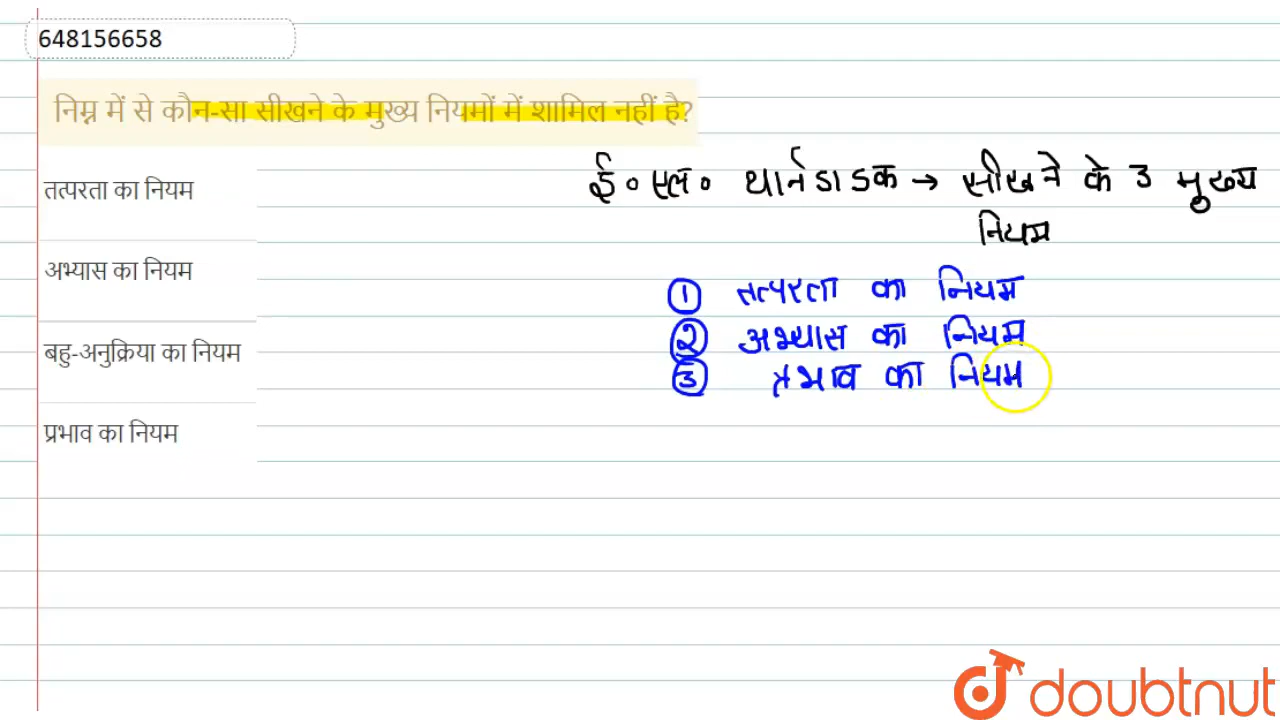 648156658
निम्न में से कौन-सा सीखने के मुख्य नियमों में शामिल नहीं है?
तत्परता का नियम
अभ्यास का नियम
बहु-अनुक्रिया का नियम
प्रभाव का नियम
ई० एल० थार्नडाइक → सीखने के 3 मुख्य
नियम
① तत्परता का नियम
② अभ्यास का नियम
③ प्रभाव का नियम
doubtnut